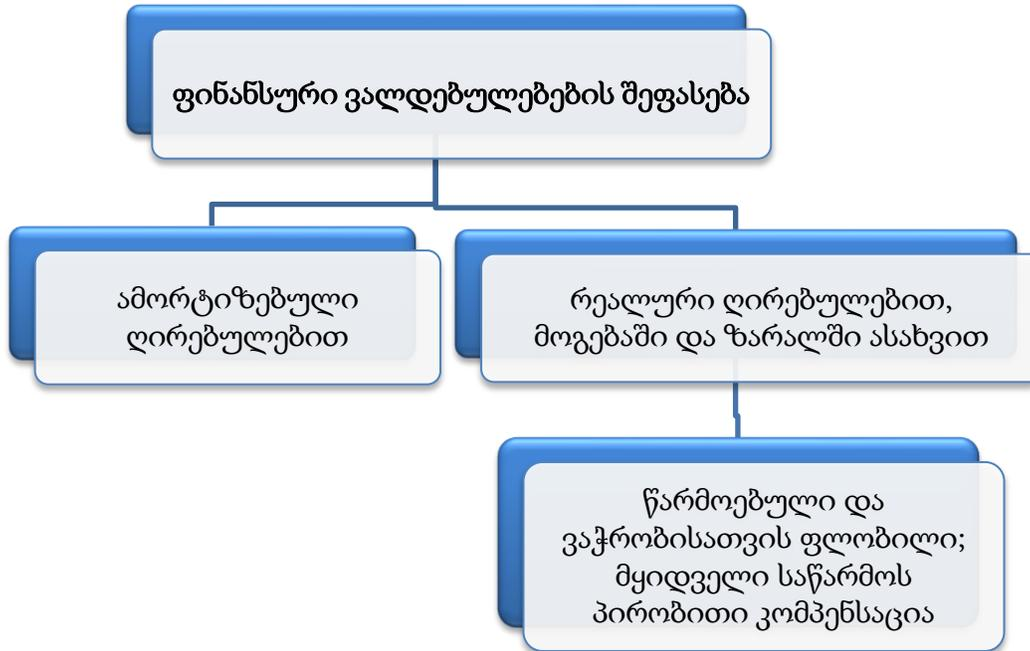 ფინანსური ვალდებულებების შეფასება
ამორტიზებული
ღირებულებით
რეალური ღირებულებით,
მოგებაში და ზარალში ასახვით
წარმოებული და
ვაჭრობისათვის ფლობილი;
მყიდველი საწარმოს
პირობითი კომპენსაცია